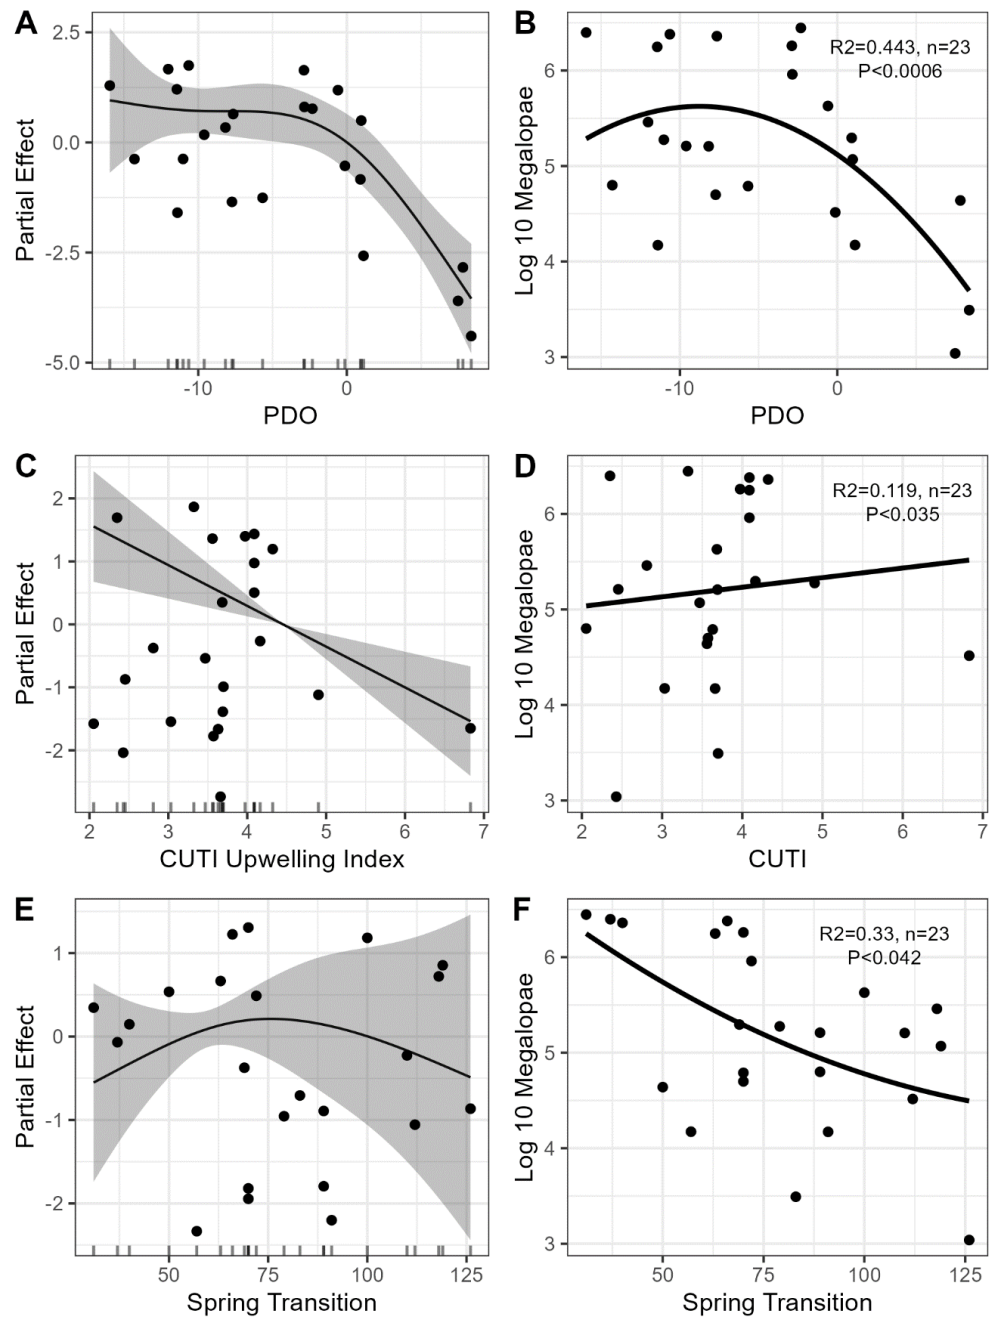 A
2.5
0.0
-2.5
-5.0
Partial Effect
-10 0
PDO
B
6
5
4
3
Log 10 Megalopae
R2=0.443, n=23
P<0.0006
-10 0
PDO
C
2
1
0
-1
-2
Partial Effect
2 3 4 5 6 7
CUTI Upwelling Index
D
6
5
4
3
Log 10 Megalopae
R2=0.119, n=23
P<0.035
2 3 4 5 6 7
CUTI
E
1
0
-1
-2
Partial Effect
50 75 100 125
Spring Transition
F
6
5
4
3
Log 10 Megalopae
R2=0.33, n=23
P<0.042
50 75 100 125
Spring Transition